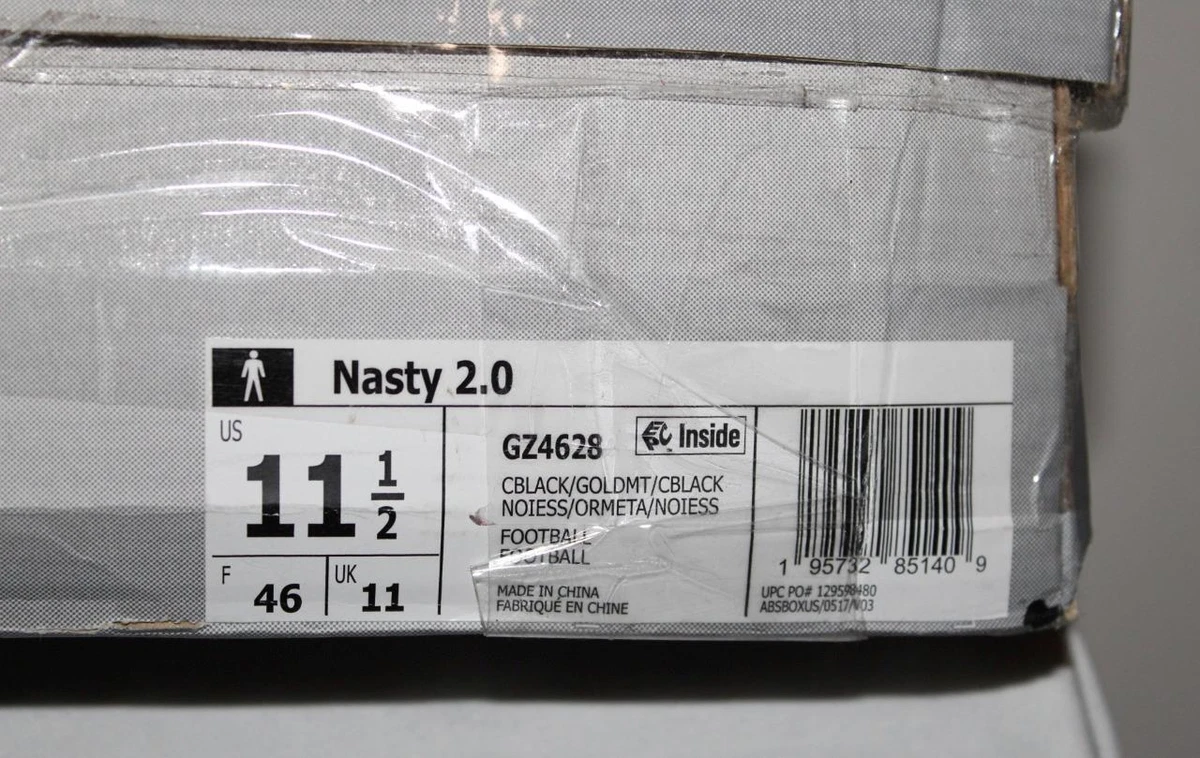 Nasty 2.0
US
11 1/2
F
46
UK
11
GZ4628
Inside
CBLACK/GOLDMT/CBLACK
NOIESS/ORMETA/NOIESS
FOOTBALL
FOOTBALL
MADE IN CHINA
FABRIQUÉ EN CHINE
1 95732 85140 9
UPC PO# 129598480
ABSBOXUS/0517/V03